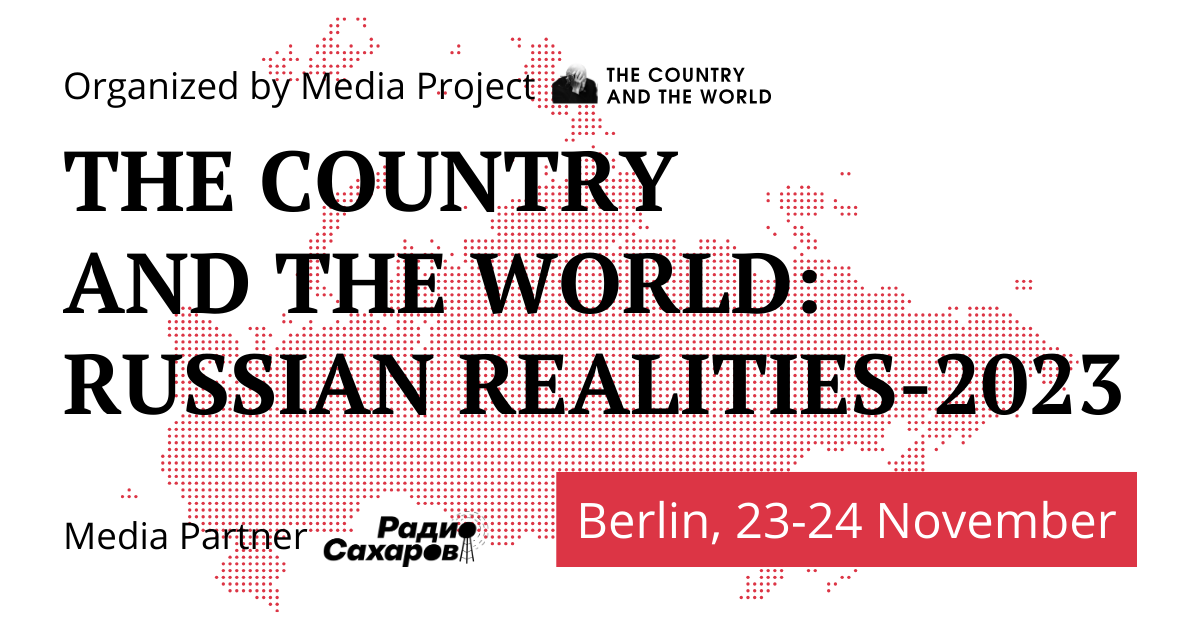 Organized by Media Project
THE COUNTRY
AND THE WORLD
THE COUNTRY
AND THE WORLD:
RUSSIAN REALITIES-2023
Media Partner
Радио
Сахаров
Berlin, 23-24 November